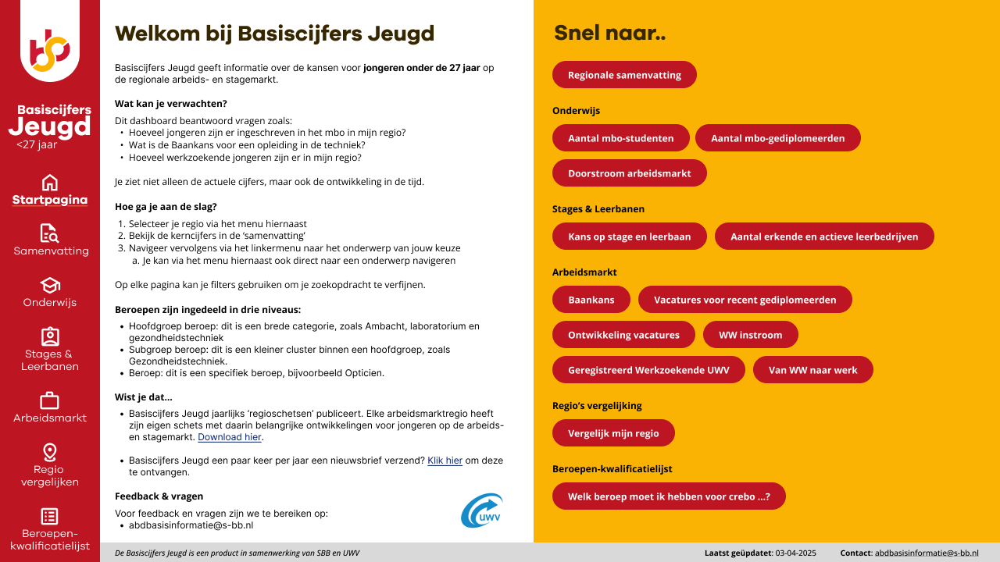 Basiscijfers
Jeugd
<27 jaar
Startpagina
Samenvatting
Onderwijs
Stages &
Leerbanen
Arbeidsmarkt
Regio
vergelijken
Beroepen-
kwalificatielijst
Welkom bij Basiscijfers Jeugd
Basiscijfers Jeugd geeft informatie over de kansen voor jongeren onder de 27 jaar op
de regionale arbeids- en stagemarkt.
Wat kan je verwachten?
Dit dashboard beantwoord vragen zoals:
• Hoeveel jongeren zijn er ingeschreven in het mbo in mijn regio?
• Wat is de Baankans voor een opleiding in de techniek?
• Hoeveel werkzoekende jongeren zijn er in mijn regio?
Je ziet niet alleen de actuele cijfers, maar ook de ontwikkeling in de tijd.
Hoe ga je aan de slag?
1. Selecteer je regio via het menu hiernaast
2. Bekijk de kerncijfers in de ‘samenvatting’
3. Navigeer vervolgens via het linkermenu naar het onderwerp van jouw keuze
a. Je kan via het menu hiernaast ook direct naar een onderwerp navigeren
Op elke pagina kan je filters gebruiken om je zoekopdracht te verfijnen.
Beroepen zijn ingedeeld in drie niveaus:
• Hoofdgroep beroep: dit is een brede categorie, zoals Ambacht, laboratorium en
gezondheidstechniek
• Subgroep beroep: dit is een kleiner cluster binnen een hoofdgroep, zoals
Gezondheidstechniek.
• Beroep: dit is een specifiek beroep, bijvoorbeeld Opticien.
Wist je dat...
• Basiscijfers Jeugd jaarlijks ‘regioschetsen’ publiceert. Elke arbeidsmarktregio heeft
zijn eigen schets met daarin belangrijke ontwikkelingen voor jongeren op de arbeids-
en stagemarkt. Download hier.
• Basiscijfers Jeugd een paar keer per jaar een nieuwsbrief verzend? Klik hier om deze
te ontvangen.
Feedback & vragen
Voor feedback en vragen zijn we te bereiken op:
• abdbasisinformatie@s-bb.nl
uwv
Snel naar..
Regionale samenvatting
Onderwijs
Aantal mbo-studenten
Aantal mbo-gediplomeerden
Doorstroom arbeidsmarkt
Stages & Leerbanen
Kans op stage en leerbaan
Aantal erkende en actieve leerbedrijven
Arbeidsmarkt
Baankans
Vacatures voor recent gediplomeerden
Ontwikkeling vacatures
WW instroom
Geregistreerd Werkzoekende UWV
Van WW naar werk
Regio’s vergelijking
Vergelijk mijn regio
Beroepen-kwalificatielijst
Welk beroep moet ik hebben voor crebo ...?
De Basiscijfers Jeugd is een product in samenwerking van SBB en UWV
Laatst geüpdatet: 03-04-2025
Contact: abdbasisinformatie@s-bb.nl